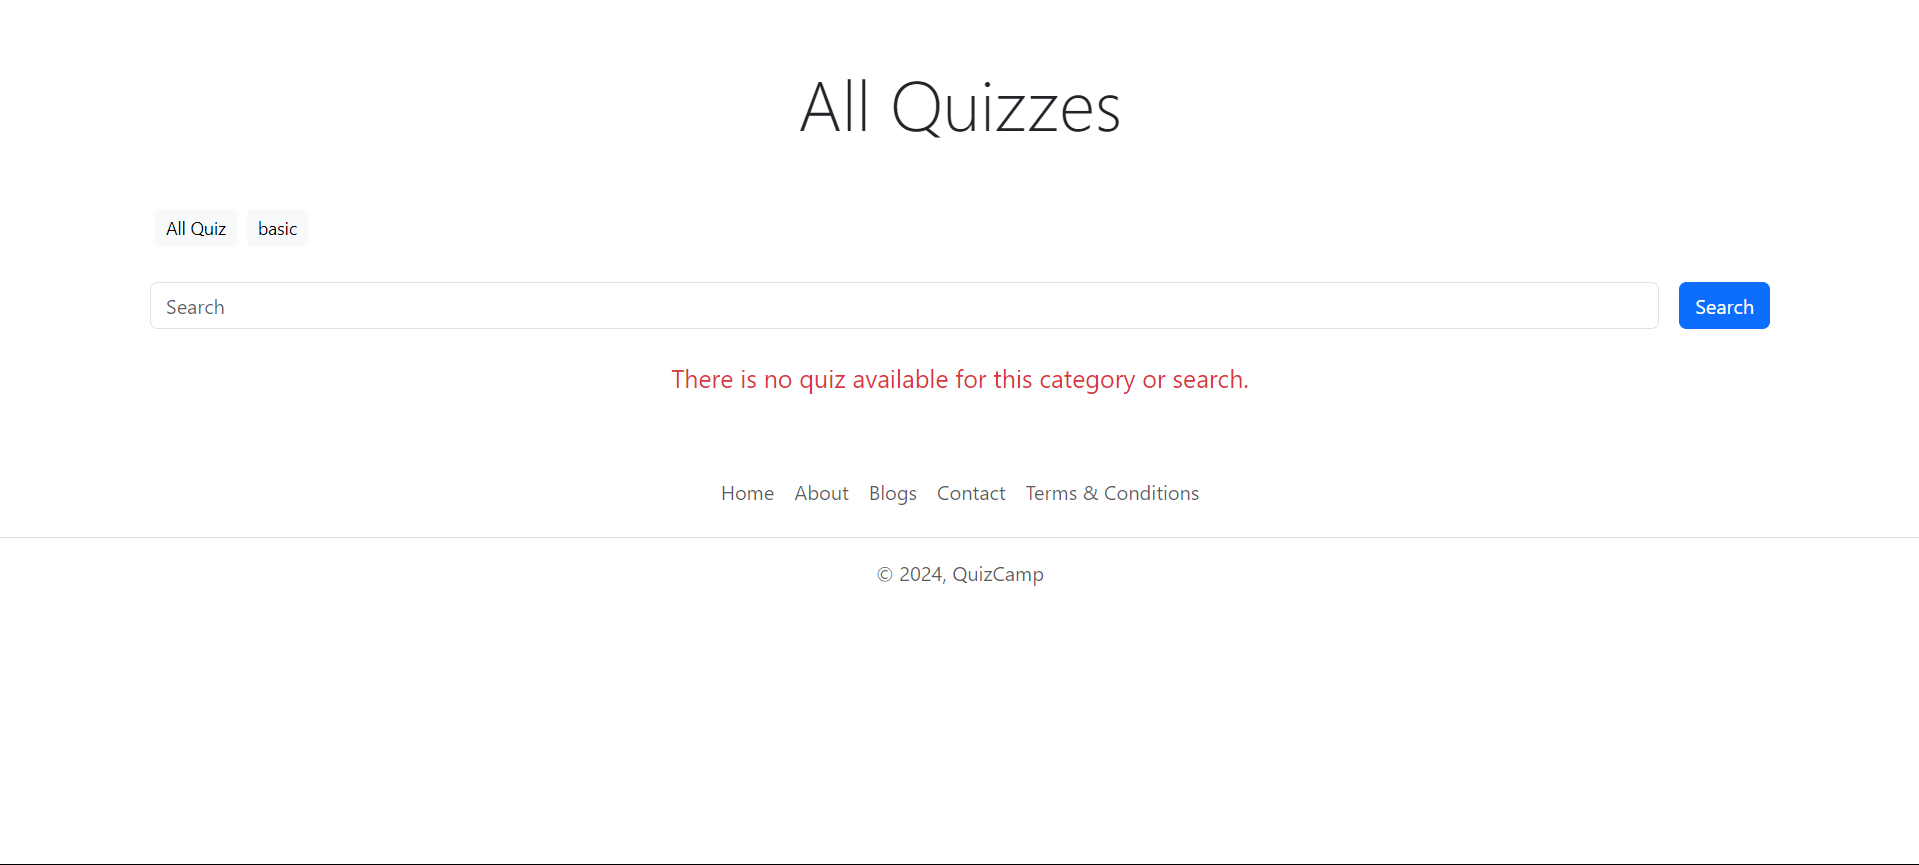 All Quizzes
All Quiz basic
Search Search
There is no quiz available for this category or search.
Home About Blogs Contact Terms & Conditions
© 2024, QuizCamp